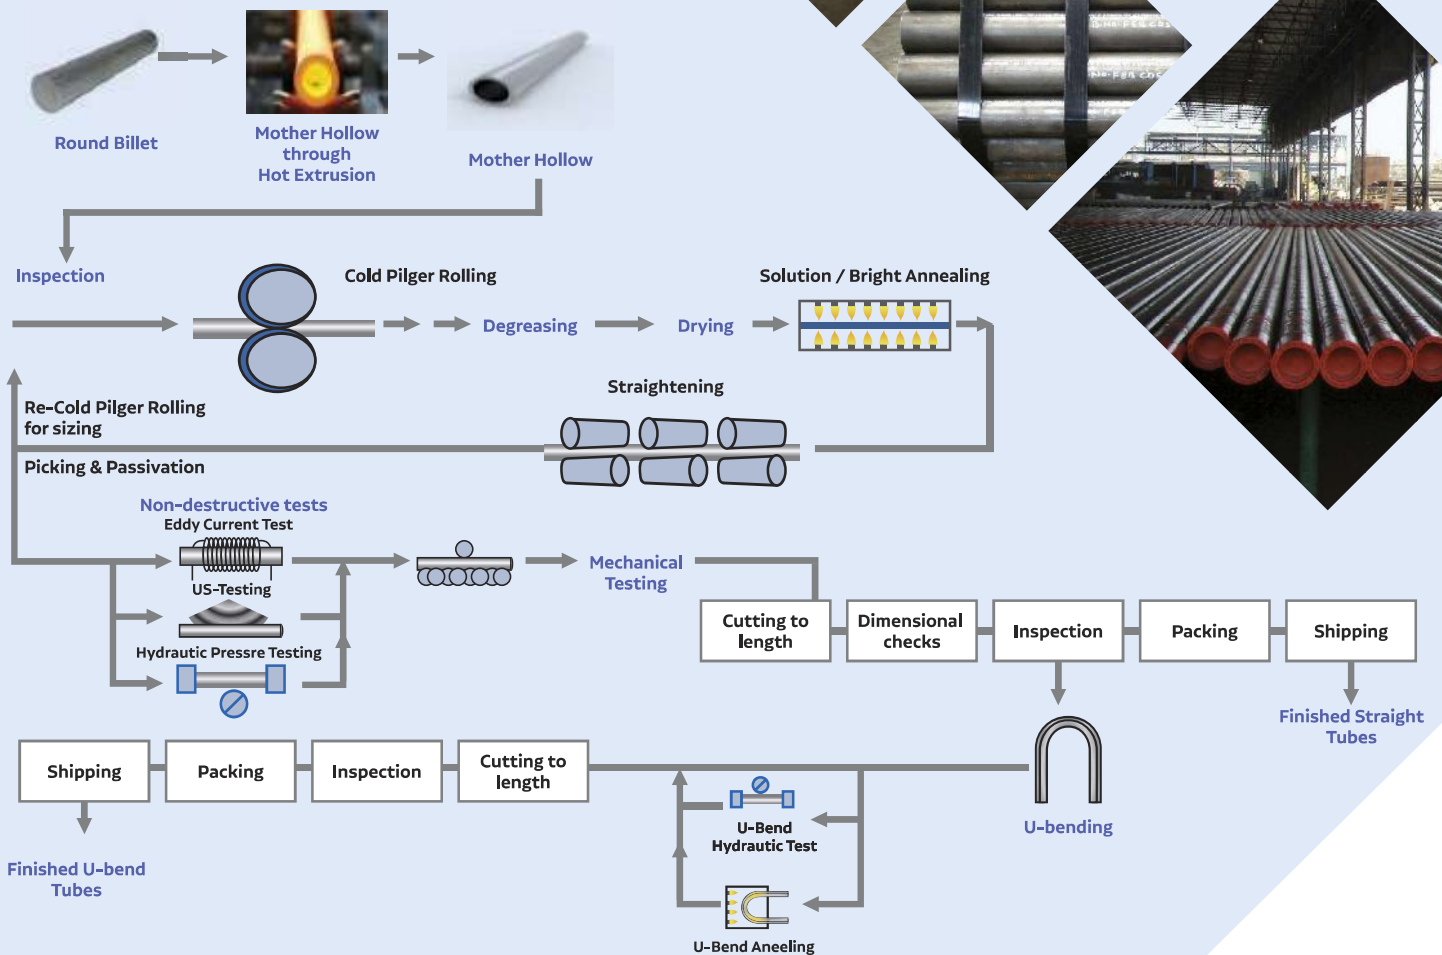 Round Billet
Mother Hollow
through
Hot Extrusion
Mother Hollow
Inspection
Cold Pilger Rolling
Degreasing
Drying
Solution / Bright Annealing
Straightening
Re-Cold Pilger Rolling
for sizing
Picking & Passivation
Non-destructive tests
Eddy Current Test
US-Testing
Hydrautic Pressre Testing
Mechanical
Testing
Cutting to
length
Dimensional
checks
Inspection
Packing
Shipping
Finished Straight
Tubes
U-bending
U-Bend
Hydrautic Test
U-Bend Aneeling
Cutting to
length
Inspection
Packing
Shipping
Finished U-bend
Tubes